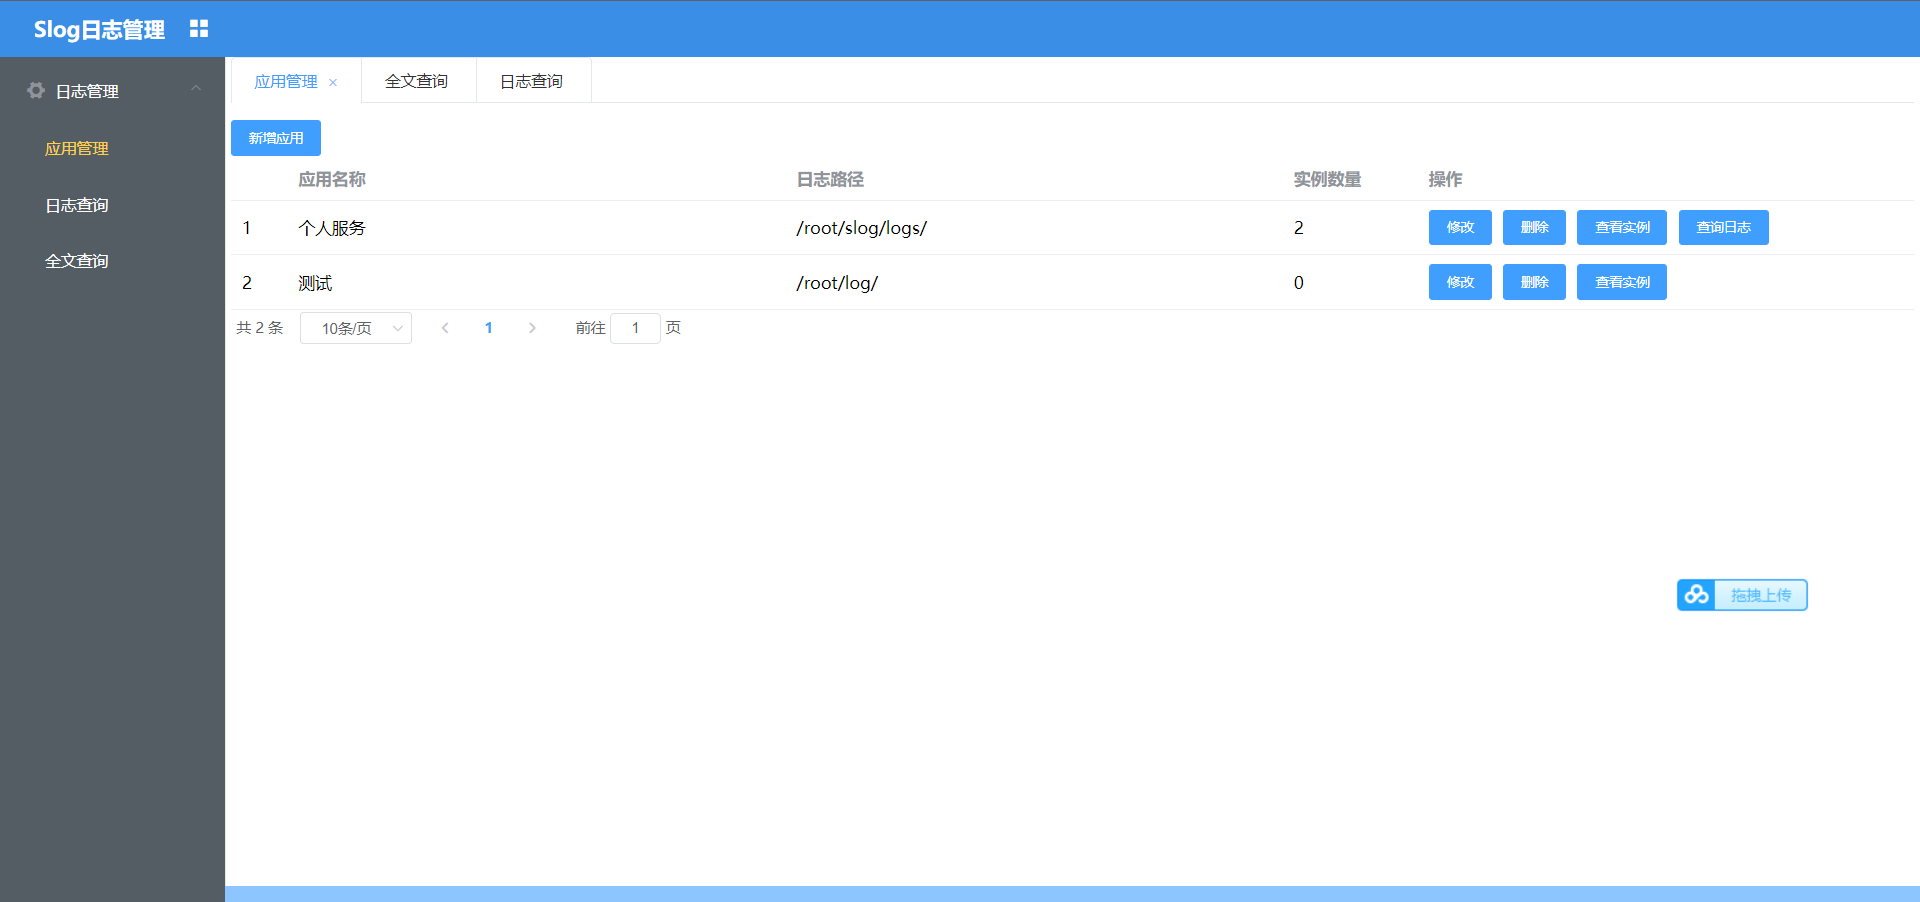 Slog日志管理
日志管理
应用管理
日志查询
全文查询
应用管理 × 全文查询 日志查询
新增应用
应用名称 日志路径 实例数量 操作
1 个人服务 /root/slog/logs/ 2 修改 删除 查看实例 查询日志
2 测试 /root/log/ 0 修改 删除 查看实例
共 2 条 10条/页 1 前往 1 页
拖拽上传